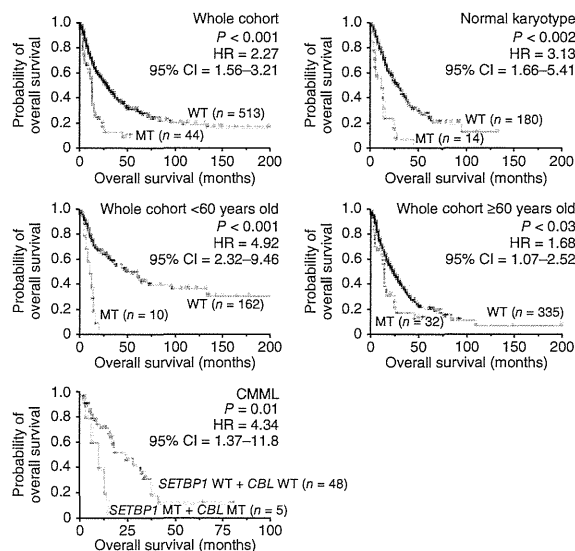 Whole cohort
P < 0.001
HR = 2.27
95% CI = 1.56–3.21
WT (n = 513)
MT (n = 44)
Probability of
overall survival
1.0
0.8
0.6
0.4
0.2
0
0 50 100 150 200
Overall survival (months)
Normal karyotype
P < 0.002
HR = 3.13
95% CI = 1.66–5.41
WT (n = 180)
MT (n = 14)
Probability of
overall survival
1.0
0.8
0.6
0.4
0.2
0
0 50 100 150 200
Overall survival (months)
Whole cohort <60 years old
P < 0.001
HR = 4.92
95% CI = 2.32–9.46
WT (n = 162)
MT (n = 10)
Probability of
overall survival
1.0
0.8
0.6
0.4
0.2
0
0 50 100 150 200
Overall survival (months)
Whole cohort ≥60 years old
P < 0.03
HR = 1.68
95% CI = 1.07–2.52
WT (n = 335)
MT (n = 32)
Probability of
overall survival
1.0
0.8
0.6
0.4
0.2
0
0 50 100 150 200
Overall survival (months)
CMML
P = 0.01
HR = 4.34
95% CI = 1.37–11.8
SETBP1 WT + CBL WT (n = 48)
SETBP1 MT + CBL MT (n = 5)
Probability of
overall survival
1.0
0.8
0.6
0.4
0.2
0
0 25 50 75 100
Overall survival (months)